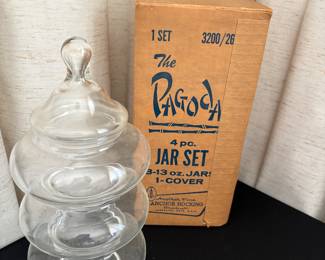 1 SET 3200/26
The
PAGODA
4 pc.
JAR SET
3-13 oz. JARS
1-COVER
ANCHOR HOCKING